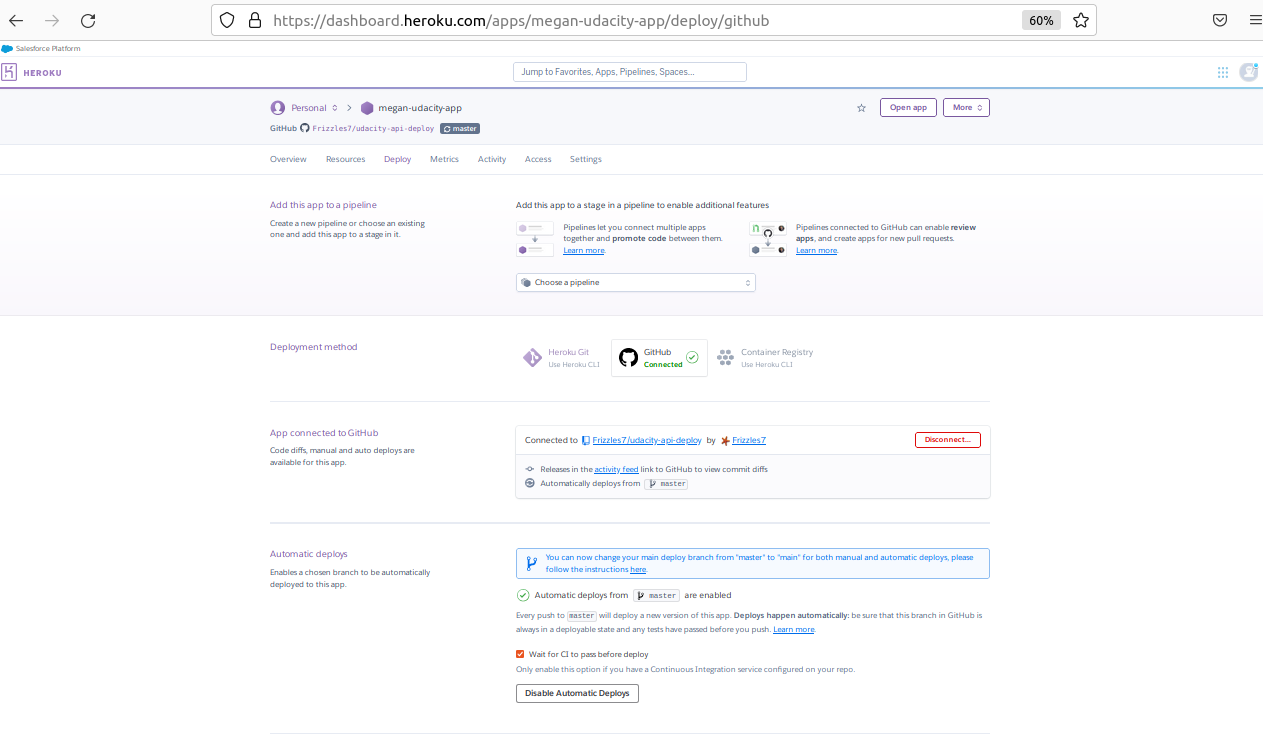 https://dashboard.heroku.com/apps/megan-udacity-app/deploy/github 60%
Salesforce Platform
HEROKU Jump to Favorites, Apps, Pipelines, Spaces...
Personal megan-udacity-app Open app More
GitHub Frizzles7/udacity-api-deploy master
Overview Resources Deploy Metrics Activity Access Settings
Add this app to a pipeline
Create a new pipeline or choose an existing
one and add this app to a stage in it.
Add this app to a stage in a pipeline to enable additional features
Pipelines let you connect multiple apps
together and promote code between them.
Learn more.
Pipelines connected to GitHub can enable review
apps, and create apps for new pull requests.
Learn more.
Choose a pipeline
Deployment method
Heroku Git
Use Heroku CLI
GitHub
Connected
Container Registry
Use Heroku CLI
App connected to GitHub
Code diffs, manual and auto deploys are
available for this app.
Connected to Frizzles7/udacity-api-deploy by Frizzles7 Disconnect...
Releases in the activity feed link to GitHub to view commit diffs
Automatically deploys from master
Automatic deploys
Enables a chosen branch to be automatically
deployed to this app.
You can now change your main deploy branch from "master" to "main" for both manual and automatic deploys, please
follow the instructions here.
Automatic deploys from master are enabled
Every push to master will deploy a new version of this app. Deploys happen automatically: be sure that this branch in GitHub is
always in a deployable state and any tests have passed before you push. Learn more.
Wait for CI to pass before deploy
Only enable this option if you have a Continuous Integration service configured on your repo.
Disable Automatic Deploys